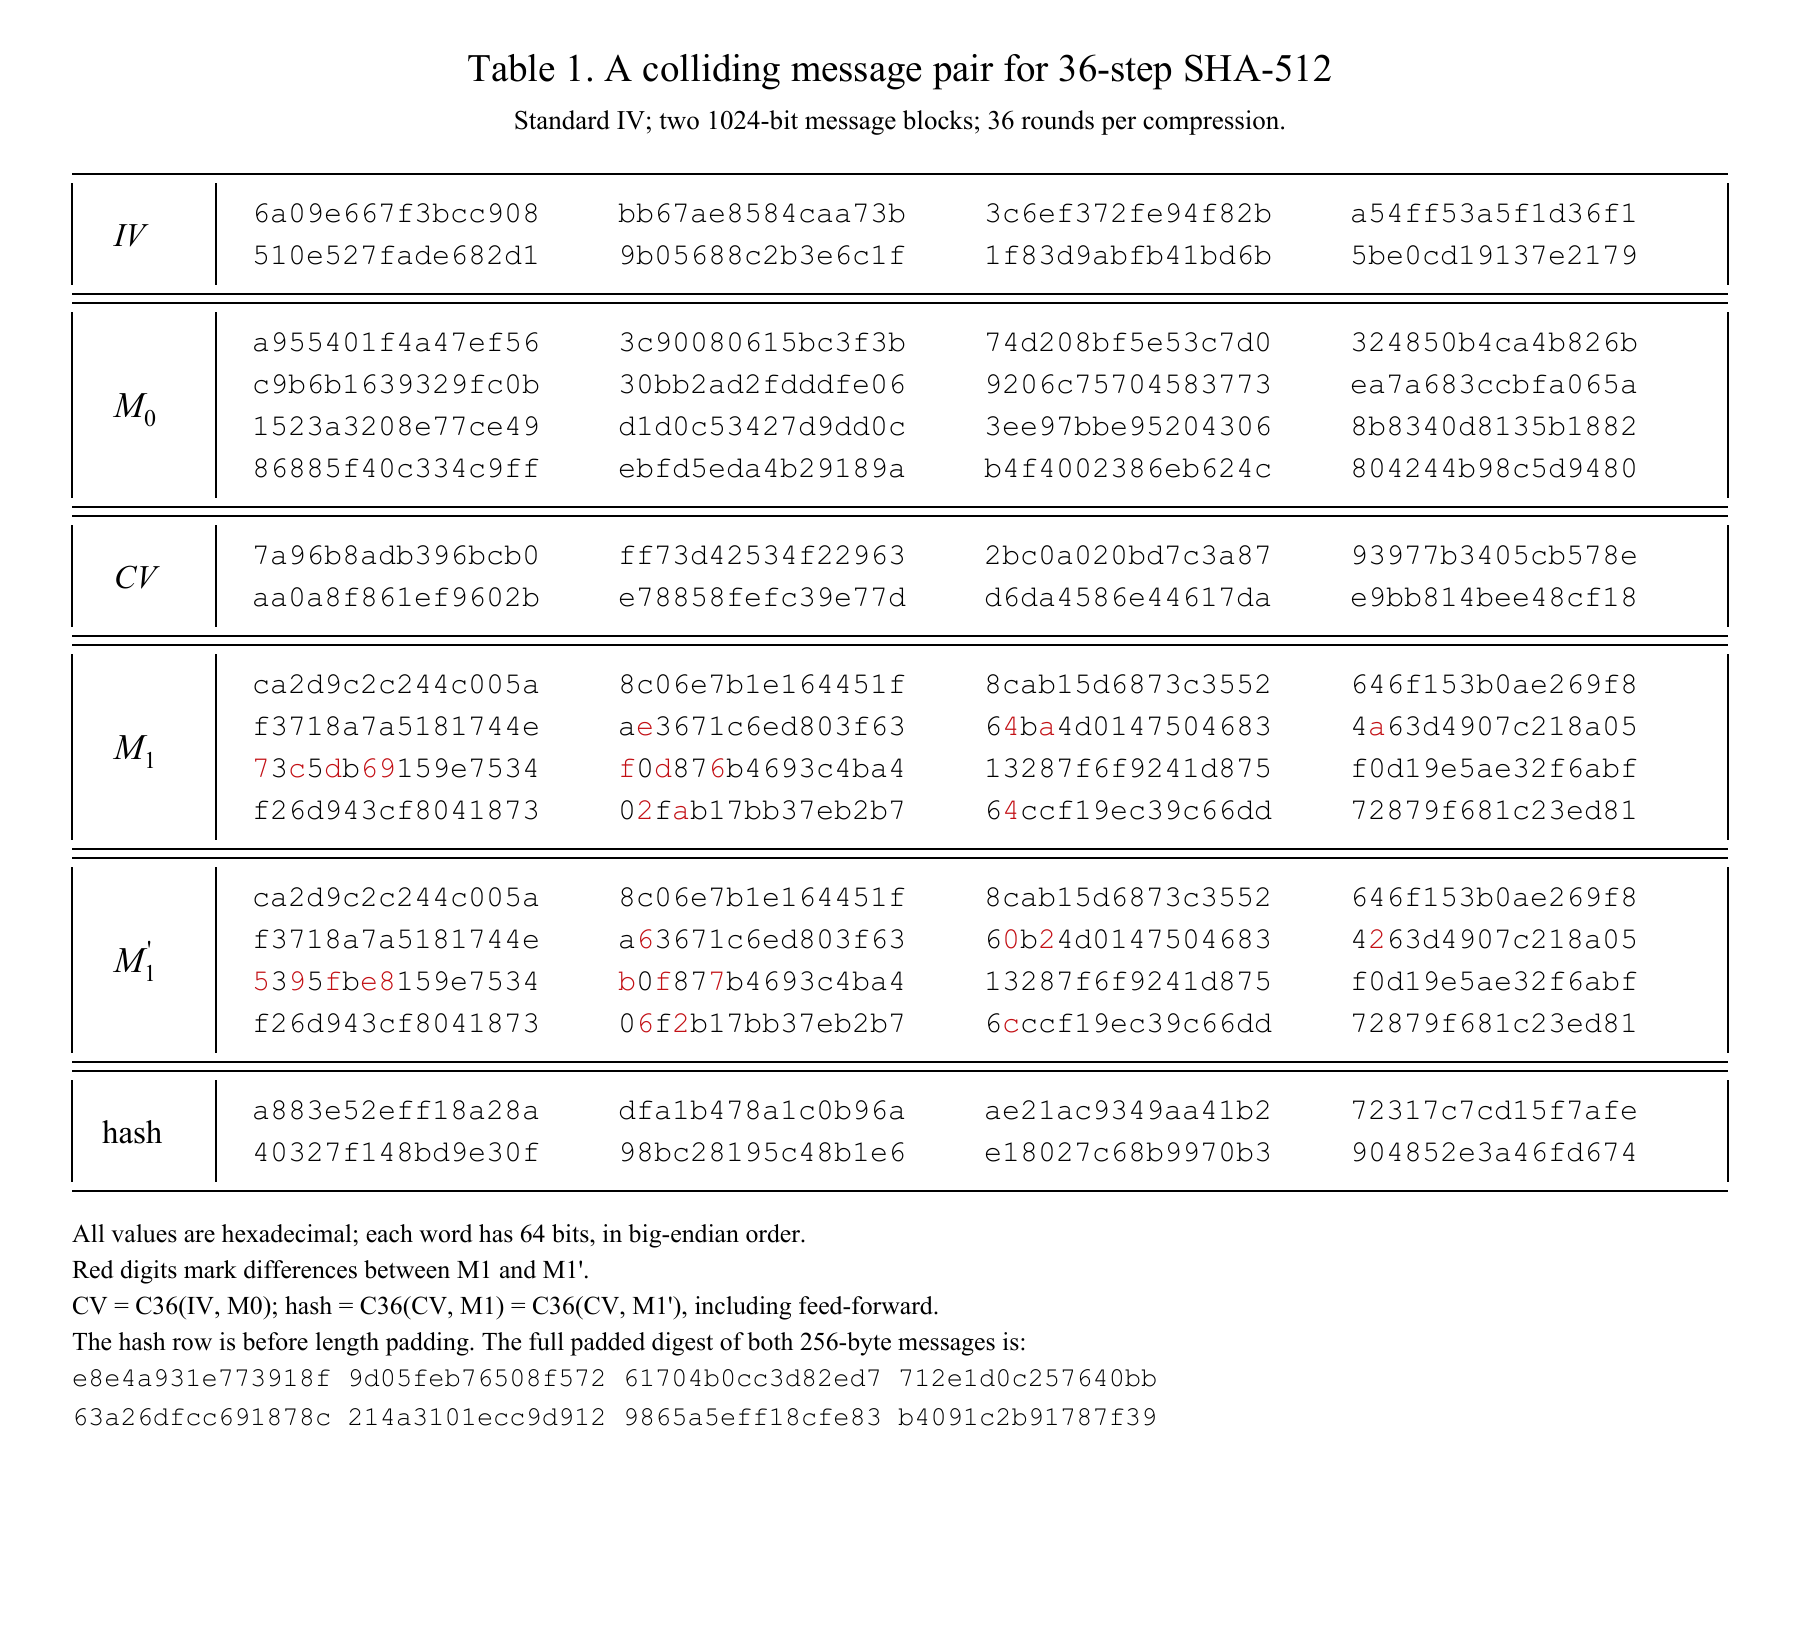 Table 1. A colliding message pair for 36-step SHA-512
Standard IV; two 1024-bit message blocks; 36 rounds per compression.
IV
6a09e667f3bcc908 bb67ae8584caa73b 3c6ef372fe94f82b a54ff53a5f1d36f1
510e527fade682d1 9b05688c2b3e6c1f 1f83d9abfb41bd6b 5be0cd19137e2179
M0
a955401f4a47ef56 3c90080615bc3f3b 74d208bf5e53c7d0 324850b4ca4b826b
c9b6b1639329fc0b 30bb2ad2fdddfe06 9206c75704583773 ea7a683ccbfa065a
1523a3208e77ce49 d1d0c53427d9dd0c 3ee97bbe95204306 8b8340d8135b1882
86885f40c334c9ff ebfd5eda4b29189a b4f4002386eb624c 804244b98c5d9480
CV
7a96b8adb396bcb0 ff73d42534f22963 2bc0a020bd7c3a87 93977b3405cb578e
aa0a8f861ef9602b e78858fefc39e77d d6da4586e44617da e9bb814bee48cf18
M1
ca2d9c2c244c005a 8c06e7b1e164451f 8cab15d6873c3552 646f153b0ae269f8
f3718a7a5181744e ae3671c6ed803f63 64ba4d0147504683 4a63d4907c218a05
73c5db69159e7534 f0d876b4693c4ba4 13287f6f9241d875 f0d19e5ae32f6abf
f26d943cf8041873 02fab17bb37eb2b7 64ccf19ec39c66dd 72879f681c23ed81
M1'
ca2d9c2c244c005a 8c06e7b1e164451f 8cab15d6873c3552 646f153b0ae269f8
f3718a7a5181744e a63671c6ed803f63 60b24d0147504683 4263d4907c218a05
5395fbe8159e7534 b0f877b4693c4ba4 13287f6f9241d875 f0d19e5ae32f6abf
f26d943cf8041873 06f2b17bb37eb2b7 6cccf19ec39c66dd 72879f681c23ed81
hash
a883e52eff18a28a dfa1b478a1c0b96a ae21ac9349aa41b2 72317c7cd15f7afe
40327f148bd9e30f 98bc28195c48b1e6 e18027c68b9970b3 904852e3a46fd674
All values are hexadecimal; each word has 64 bits, in big-endian order.
Red digits mark differences between M1 and M1'.
CV = C36(IV, M0); hash = C36(CV, M1) = C36(CV, M1'), including feed-forward.
The hash row is before length padding. The full padded digest of both 256-byte messages is:
e8e4a931e773918f 9d05feb76508f572 61704b0cc3d82ed7 712e1d0c257640bb
63a26dfcc691878c 214a3101ecc9d912 9865a5eff18cfe83 b4091c2b91787f39